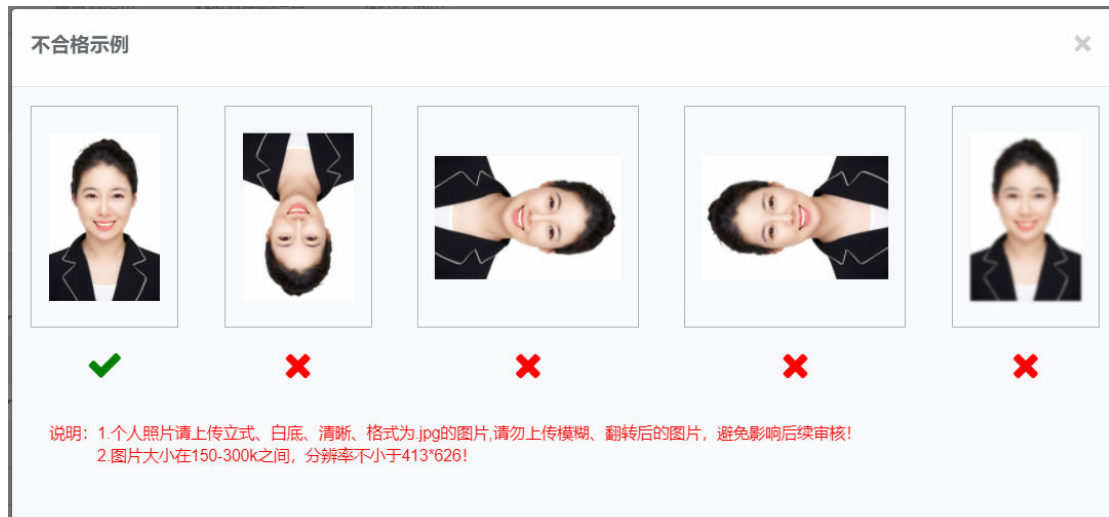 不合格示例
说明：1.个人照片请上传立式、白底、清晰、格式为.jpg的图片,请勿上传模糊、翻转后的图片，避免影响后续审核！
2.图片大小在150-300k之间，分辨率不小于413*626！